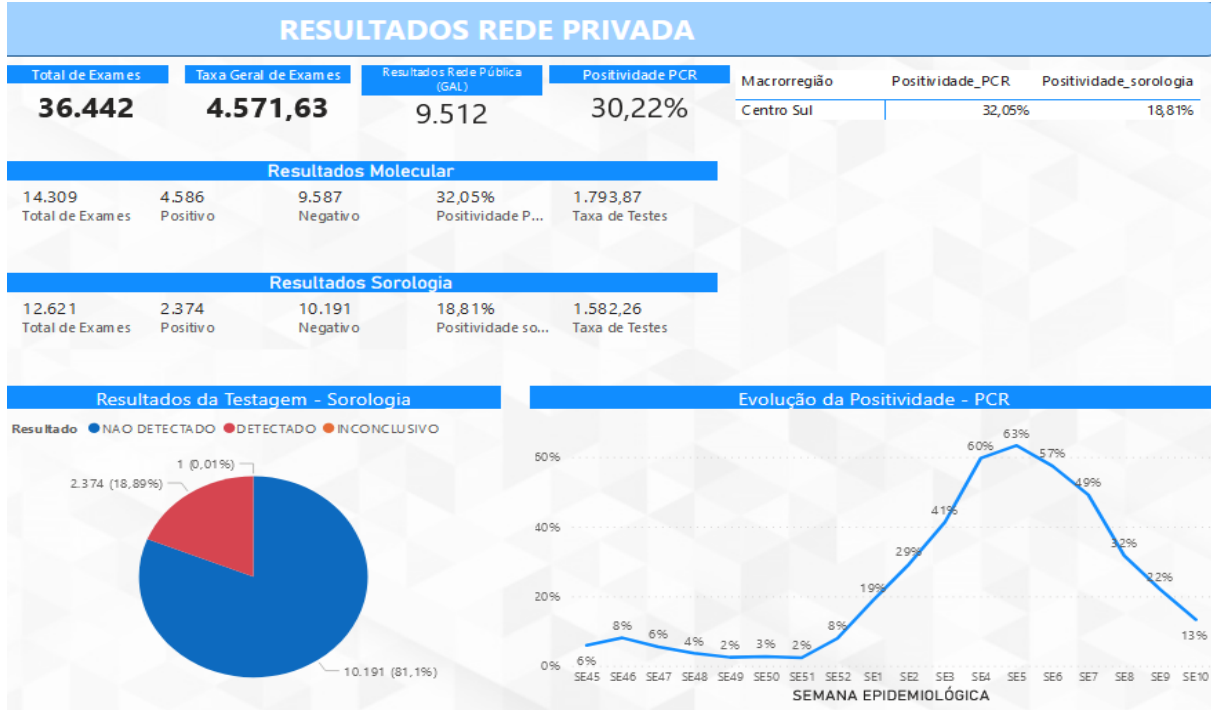 RESULTADOS REDE PRIVADA
Total de Exames
36.442
Taxa Geral de Exames
4.571,63
Resultados Rede Pública
(GAL)
9.512
Positividade PCR
30,22%
Macrorregião Positividade_PCR Positividade_sorologia
Centro Sul 32,05% 18,81%
Resultados Molecular
14.309 4.586 9.587 32,05% 1.793,87
Total de Exames Positivo Negativo Positividade P... Taxa de Testes
Resultados Sorologia
12.621 2.374 10.191 18,81% 1.582,26
Total de Exames Positivo Negativo Positividade so... Taxa de Testes
Resultados da Testagem - Sorologia
Resultado NAO DETECTADO DETECTADO INCONCLUSIVO
1 (0,01%)
2.374 (18,89%)
10.191 (81,1%)
Evolução da Positividade - PCR
60%
40%
20%
0%
6% 8% 6% 4% 2% 3% 2% 8% 19% 29% 41% 60% 63% 57% 49% 32% 22% 13%
SE45 SE46 SE47 SE48 SE49 SE50 SE51 SE52 SE1 SE2 SE3 SE4 SE5 SE6 SE7 SE8 SE9 SE10
SEMANA EPIDEMIOLÓGICA